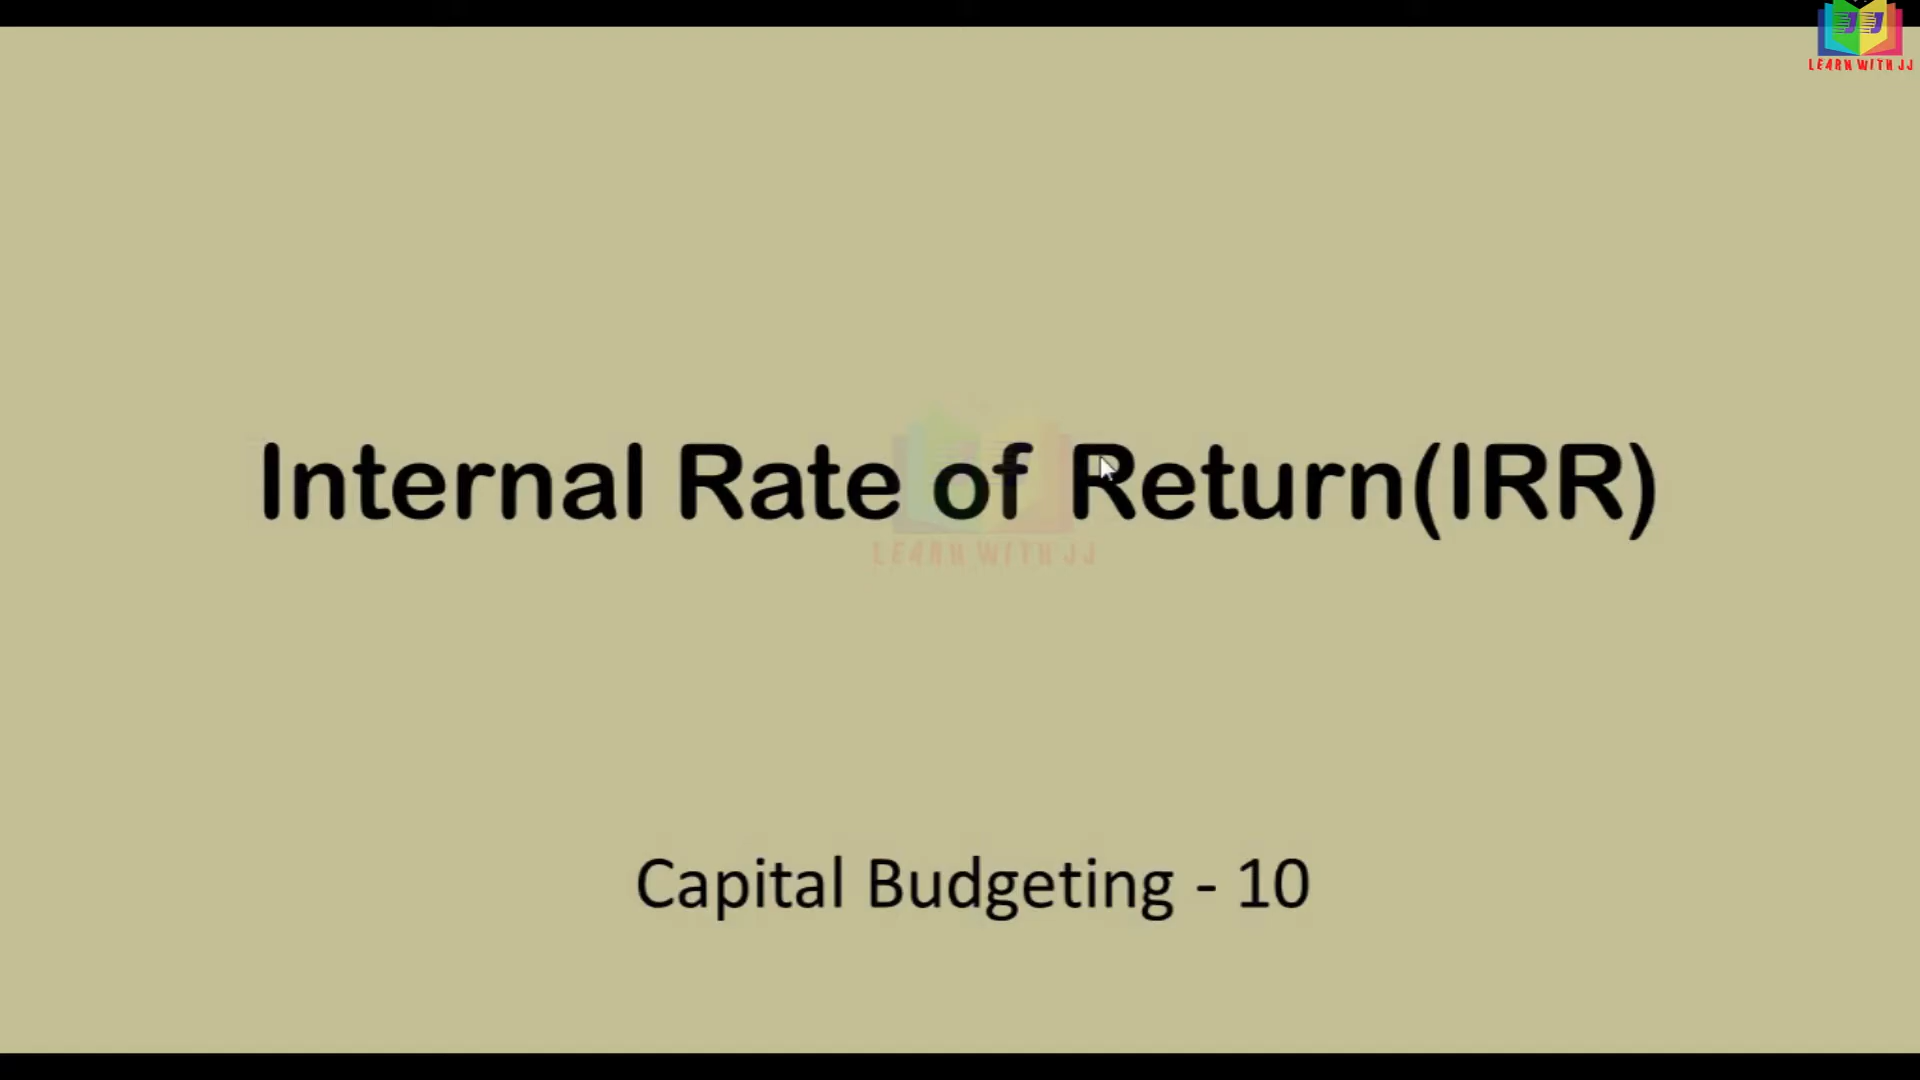 LEARN WITH JJ
Internal Rate of Return(IRR)
LEARN WITH JJ
Capital Budgeting - 10